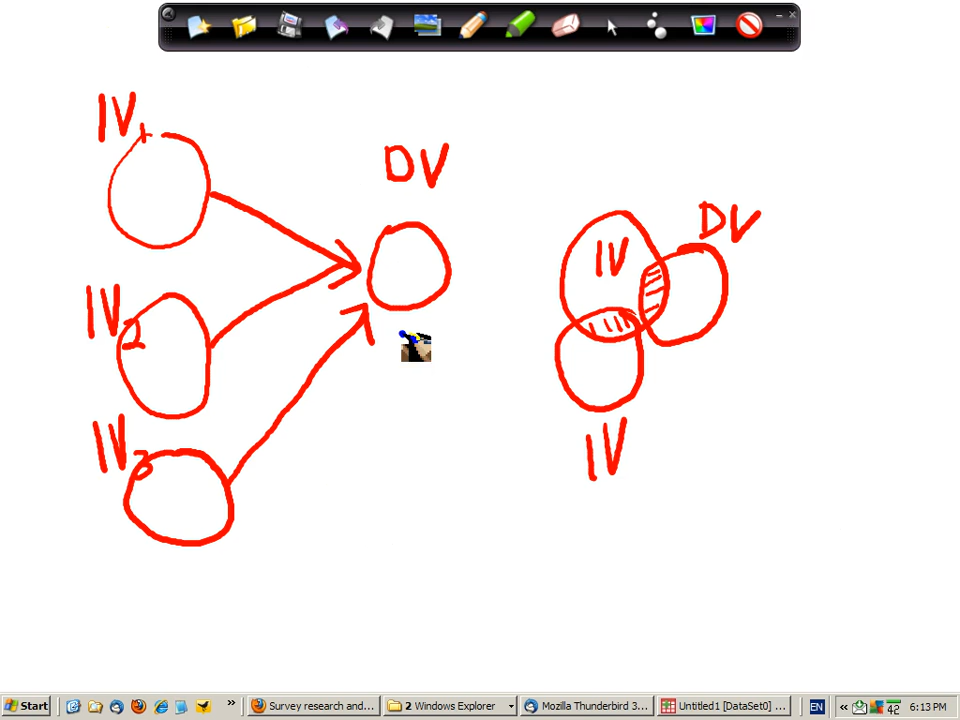 IV1
DV
IV2
IV3
IV
DV
IV
Start
»
Survey research and...
2 Windows Explorer
Mozilla Thunderbird 3...
Untitled1 [DataSet0] ...
EN
«
42
6:13 PM